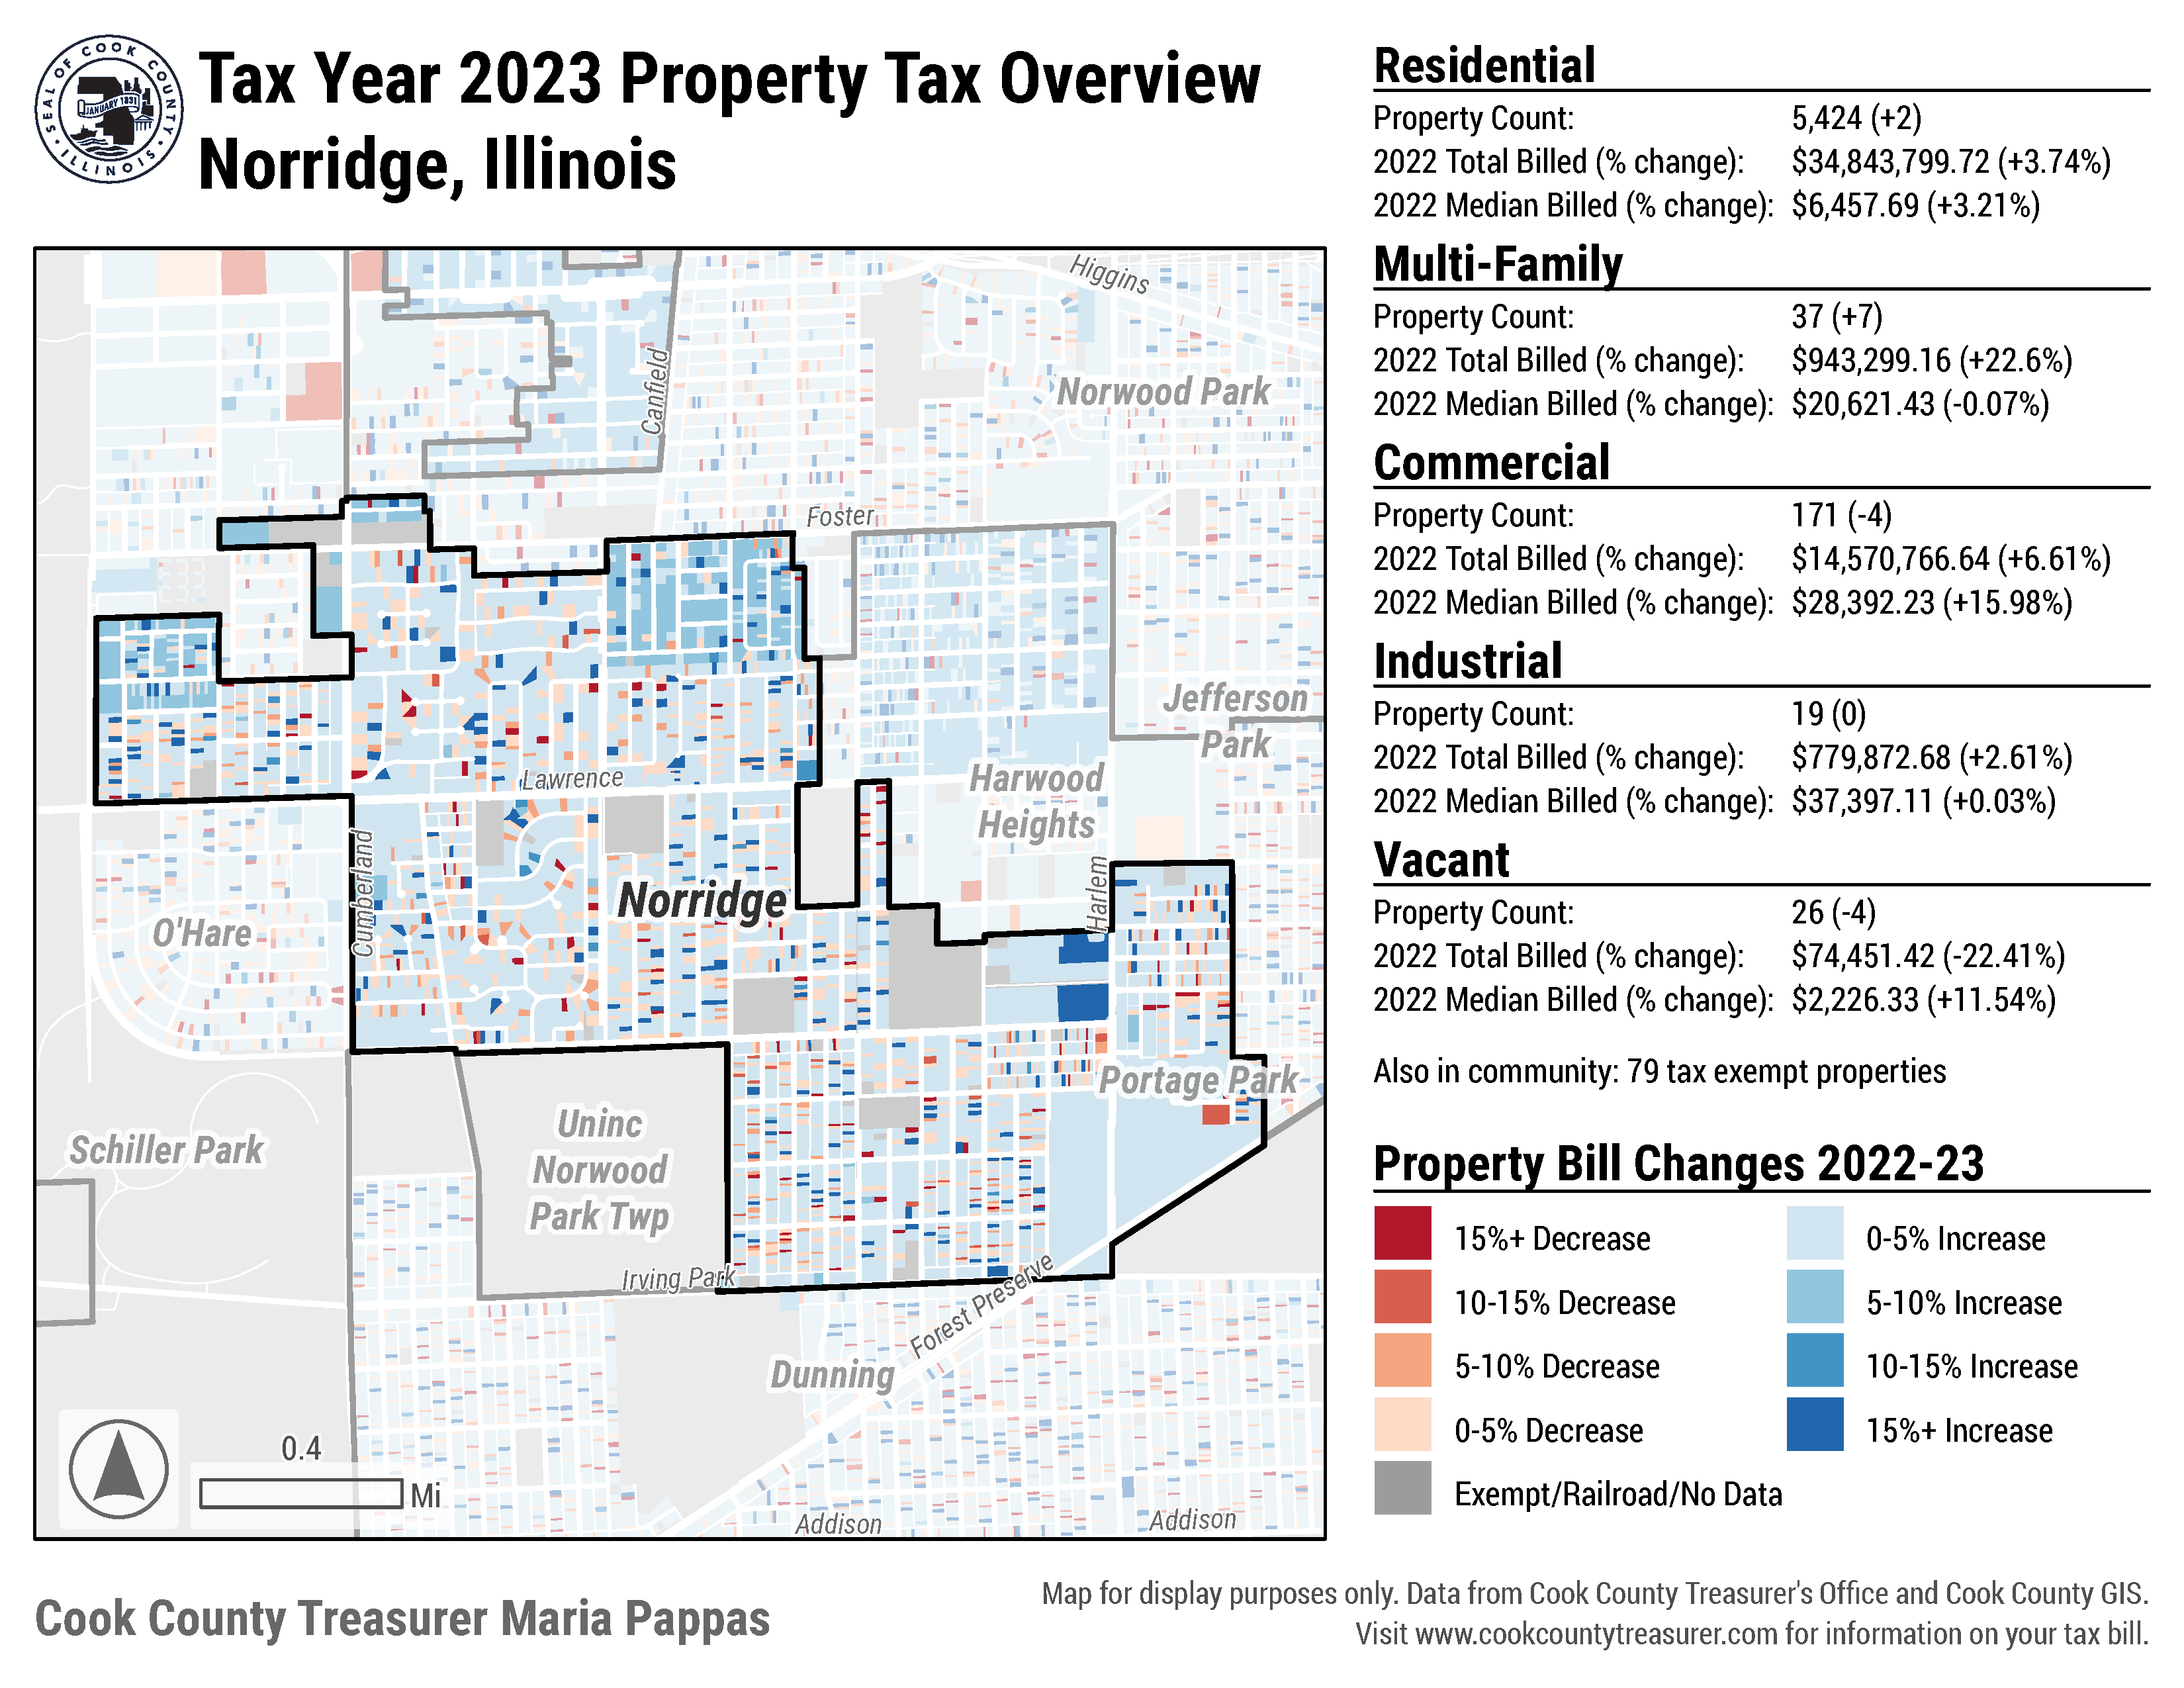 SEAL OF COOK COUNTY
JANUARY 1831
ILLINOIS
Tax Year 2023 Property Tax Overview
Norridge, Illinois
Higgins
Canfield
Norwood Park
Foster
Jefferson
Park
Lawrence
Harwood
Heights
Cumberland
Harlem
Norridge
O'Hare
Portage Park
Schiller Park
Uninc
Norwood
Park Twp
Irving Park
Forest Preserve
Dunning
0.4
Mi
Addison
Addison
Residential
Property Count: 5,424 (+2)
2022 Total Billed (% change): $34,843,799.72 (+3.74%)
2022 Median Billed (% change): $6,457.69 (+3.21%)
Multi-Family
Property Count: 37 (+7)
2022 Total Billed (% change): $943,299.16 (+22.6%)
2022 Median Billed (% change): $20,621.43 (-0.07%)
Commercial
Property Count: 171 (-4)
2022 Total Billed (% change): $14,570,766.64 (+6.61%)
2022 Median Billed (% change): $28,392.23 (+15.98%)
Industrial
Property Count: 19 (0)
2022 Total Billed (% change): $779,872.68 (+2.61%)
2022 Median Billed (% change): $37,397.11 (+0.03%)
Vacant
Property Count: 26 (-4)
2022 Total Billed (% change): $74,451.42 (-22.41%)
2022 Median Billed (% change): $2,226.33 (+11.54%)
Also in community: 79 tax exempt properties
Property Bill Changes 2022-23
15%+ Decrease
0-5% Increase
10-15% Decrease
5-10% Increase
5-10% Decrease
10-15% Increase
0-5% Decrease
15%+ Increase
Exempt/Railroad/No Data
Cook County Treasurer Maria Pappas
Map for display purposes only. Data from Cook County Treasurer's Office and Cook County GIS.
Visit www.cookcountytreasurer.com for information on your tax bill.